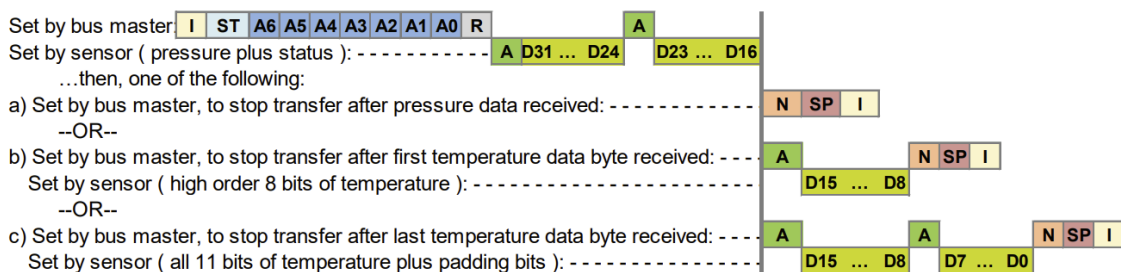 Set by bus master: I ST A6 A5 A4 A3 A2 A1 A0 R A
Set by sensor ( pressure plus status ): - - - - - - - - - - - A D31 ... D24 D23 ... D16
...then, one of the following:
a) Set by bus master, to stop transfer after pressure data received: - - - - - - - - - - - - - N SP I
--OR--
b) Set by bus master, to stop transfer after first temperature data byte received: - - - - A N SP I
Set by sensor ( high order 8 bits of temperature ): - - - - - - - - - - - - - - - - - - - - - - - - D15 ... D8
--OR--
c) Set by bus master, to stop transfer after last temperature data byte received: - - - - A A N SP I
Set by sensor ( all 11 bits of temperature plus padding bits ): - - - - - - - - - - - - - - - - D15 ... D8 D7 ... D0